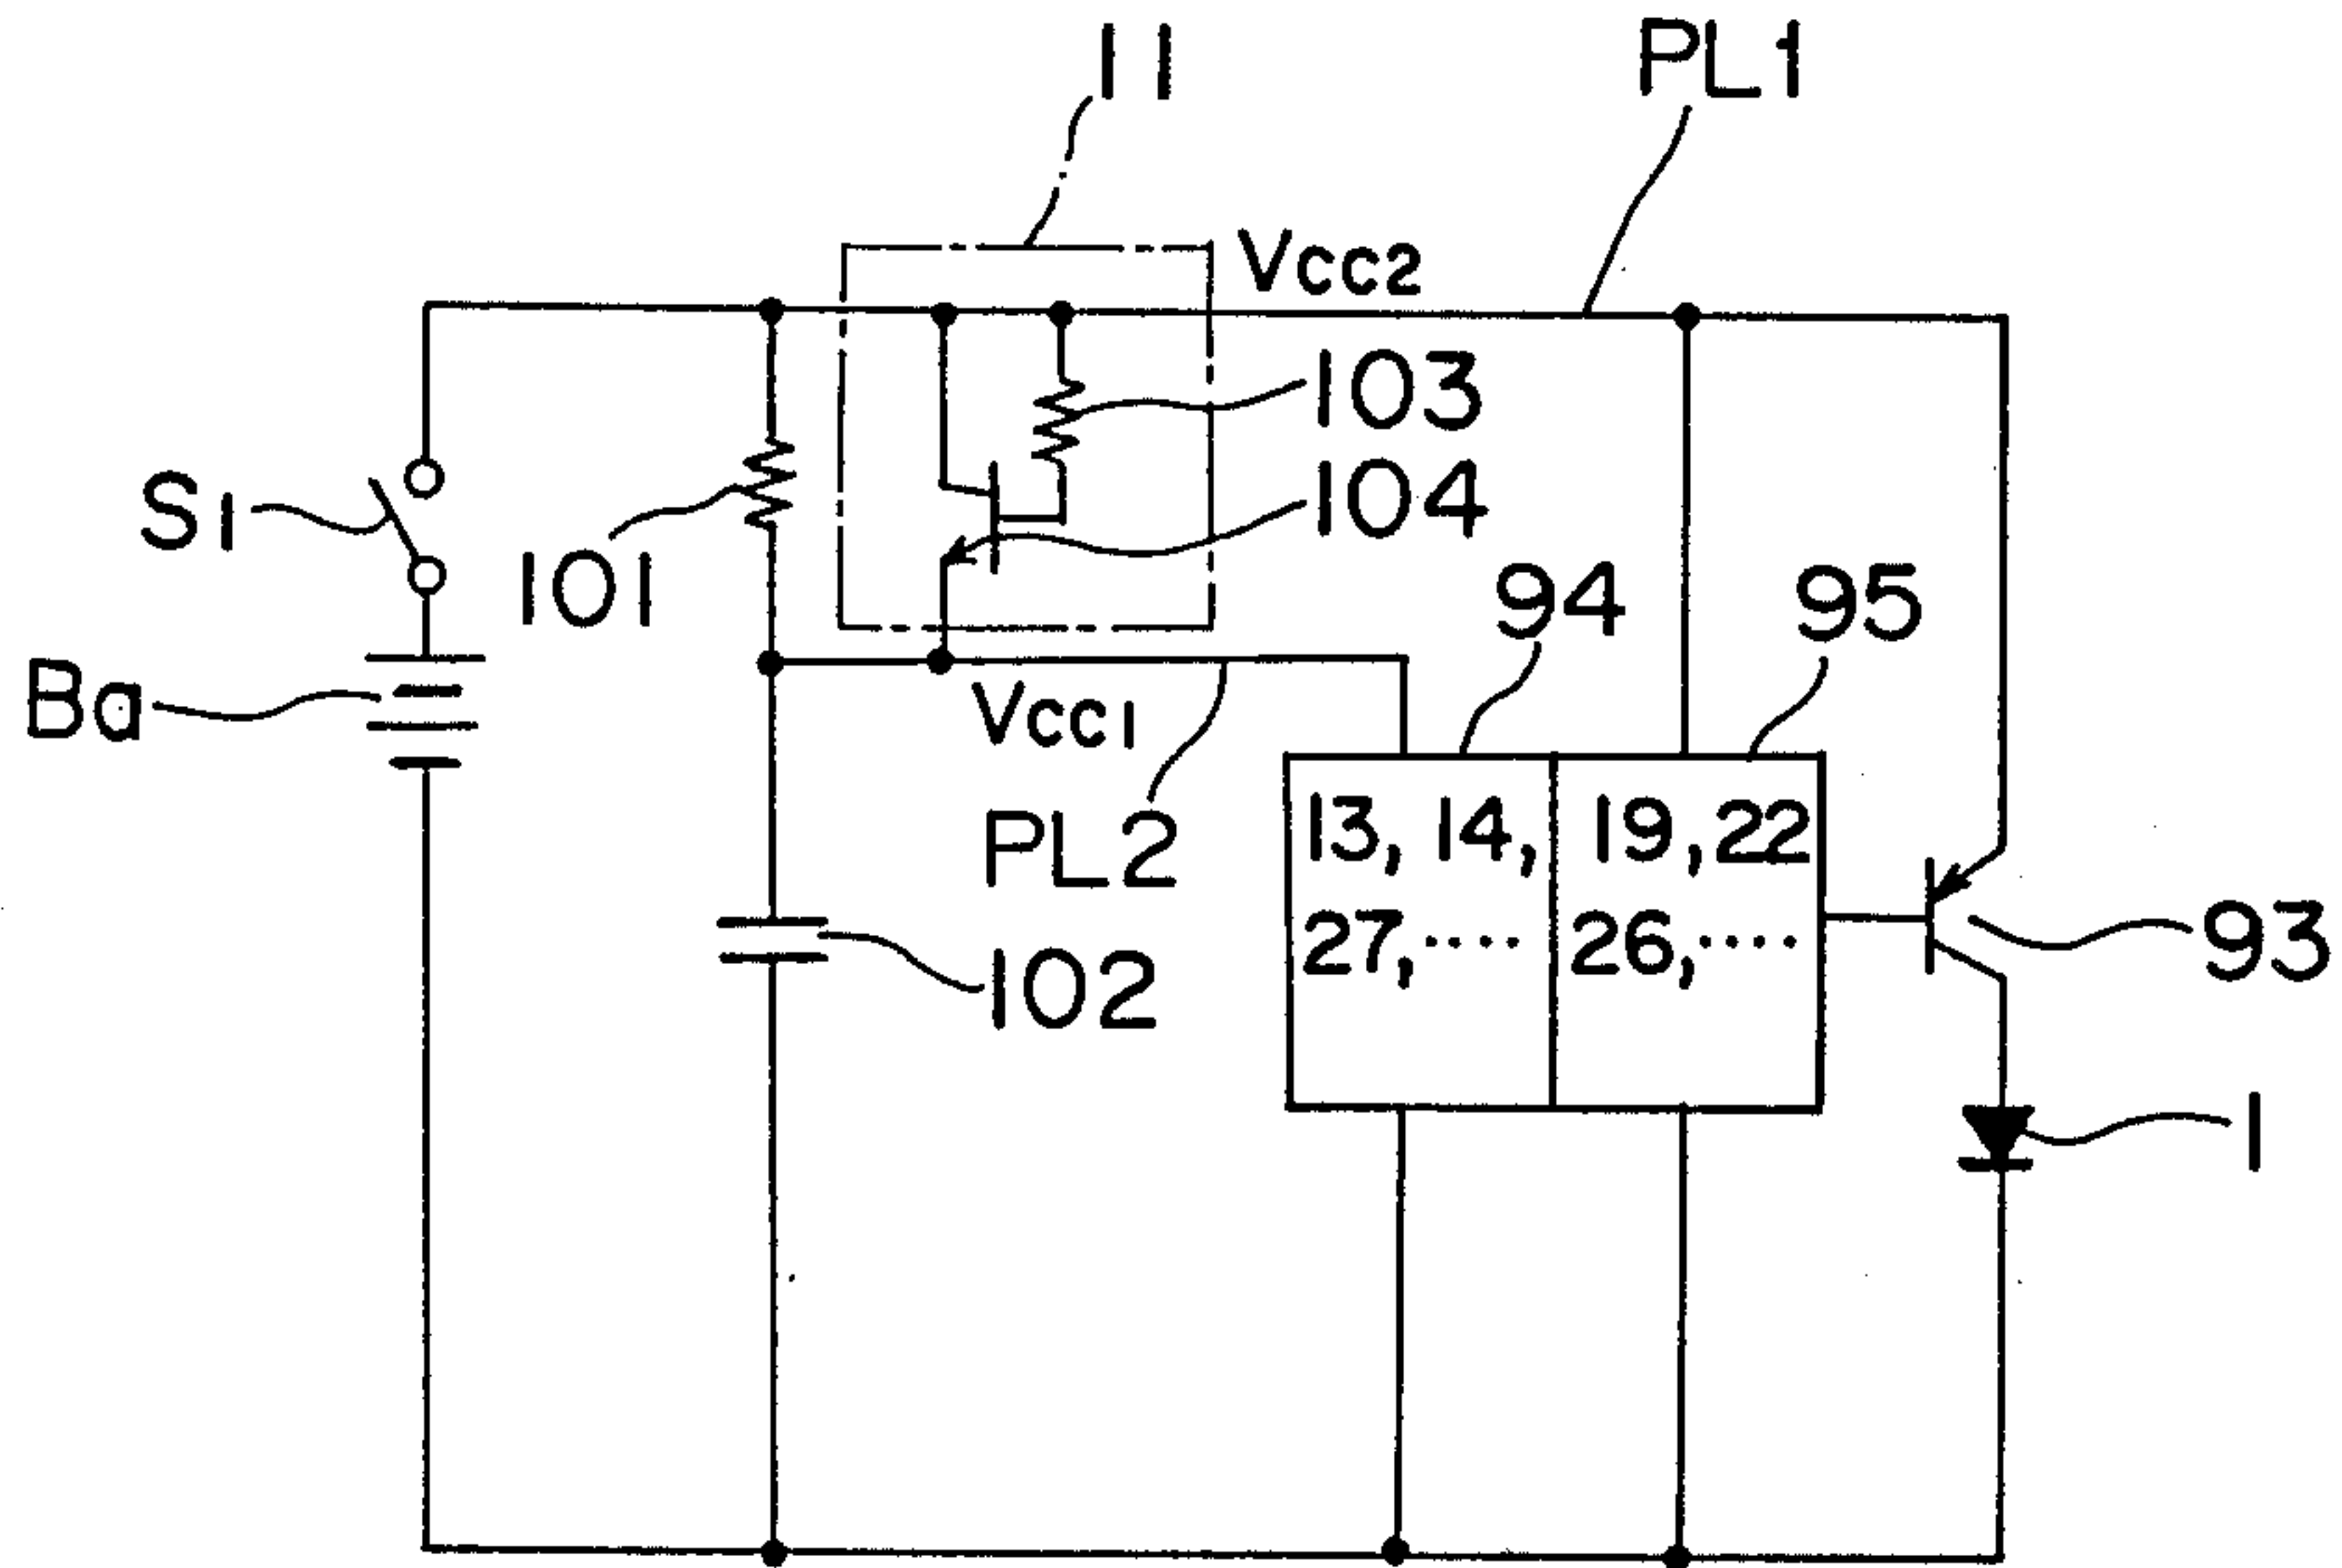 11
PL1
Vcc2
103
S1
104
101
94
95
Ba
Vcc1
13, 14,
19, 22
PL2
27, ····
26, ····
93
102
1